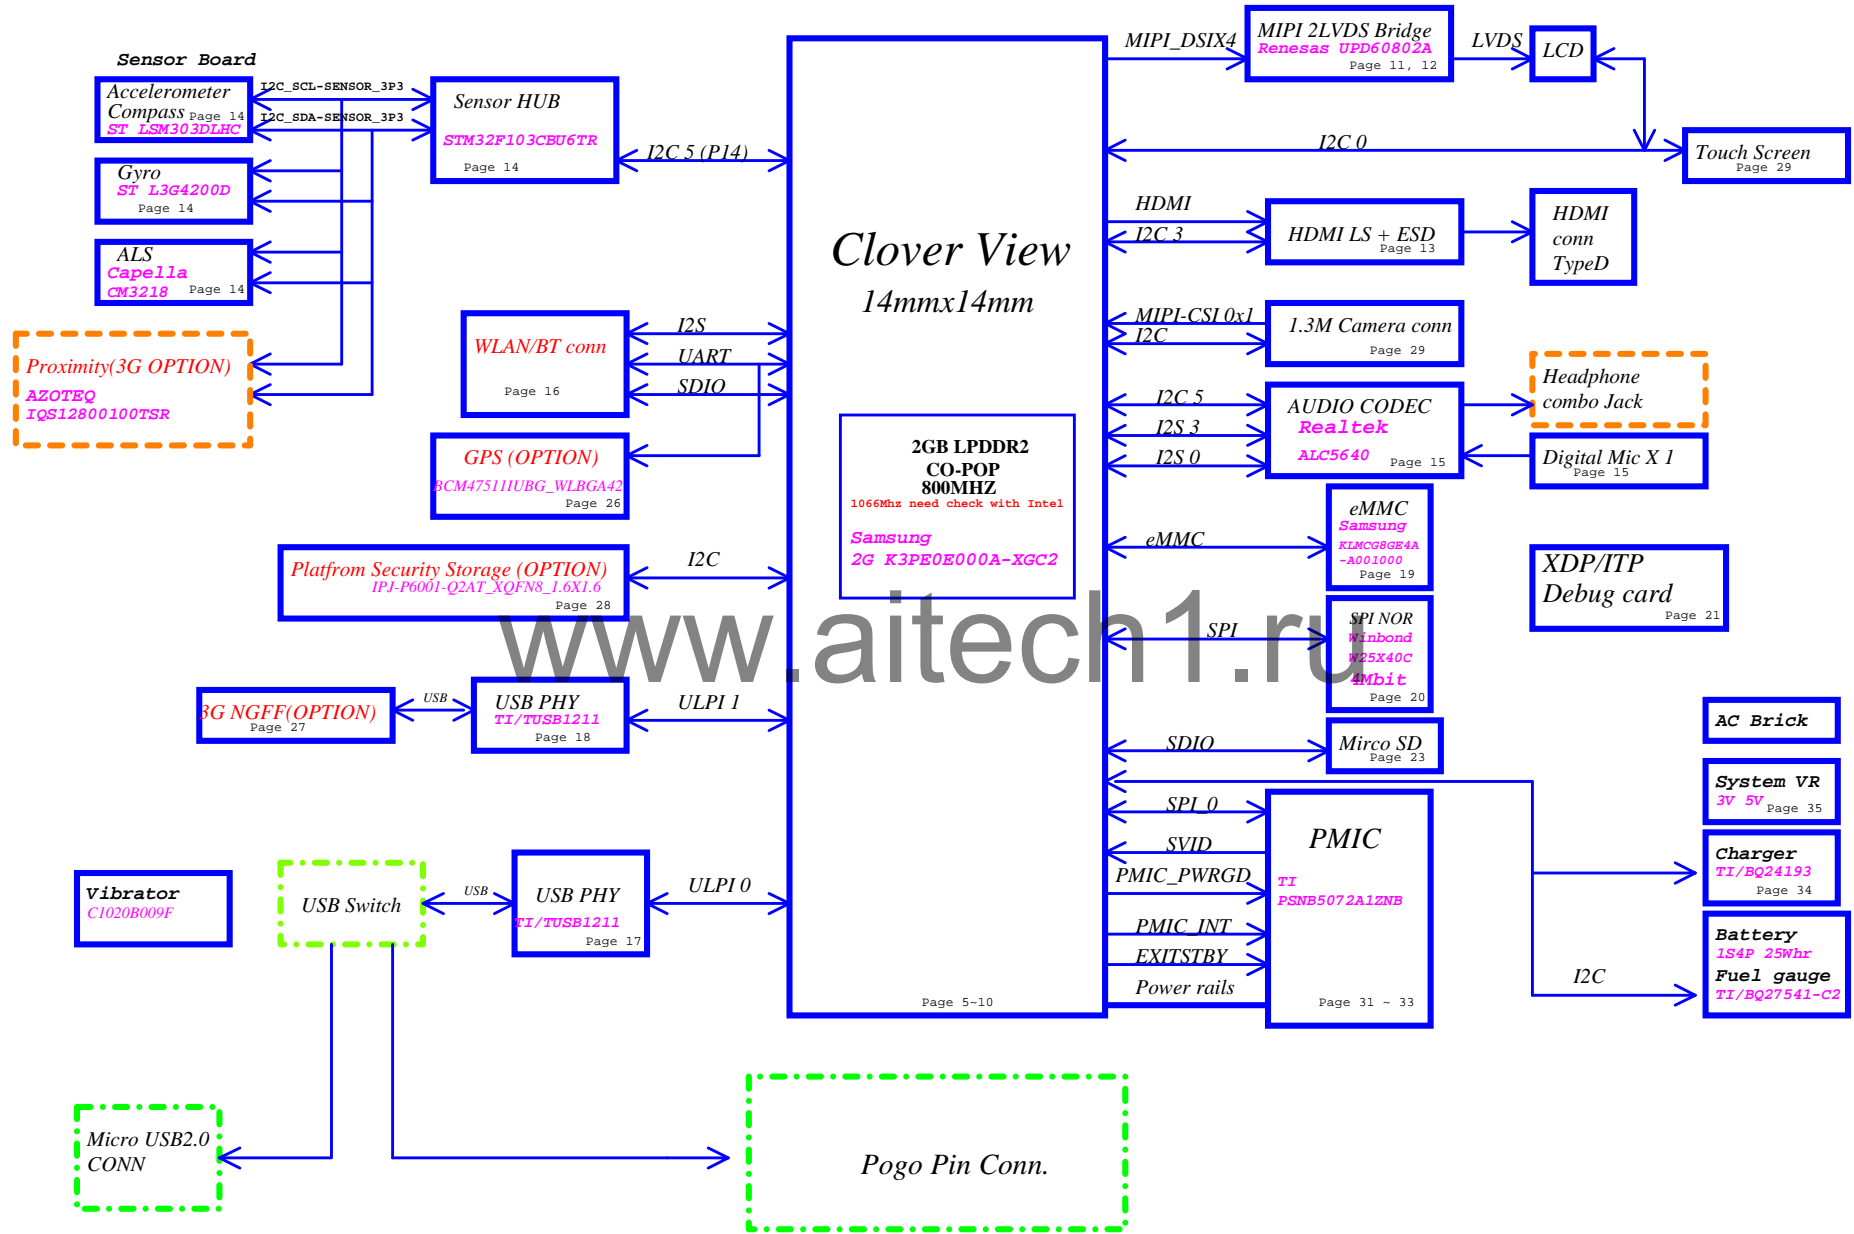 Sensor Board
Accelerometer
Compass Page 14
ST LSM303DLHC
I2C_SCL-SENSOR_3P3
I2C_SDA-SENSOR_3P3
Sensor HUB
STM32F103CBU6TR
Page 14
I2C 5 (P14)
Gyro
ST L3G4200D
Page 14
ALS
Capella
CM3218 Page 14
Proximity(3G OPTION)
AZOTEQ
IQS12800100TSR
WLAN/BT conn
Page 16
I2S
UART
SDIO
GPS (OPTION)
BCM47511IUBG_WLBGA42
Page 26
Platfrom Security Storage (OPTION)
IPJ-P6001-Q2AT_XQFN8_1.6X1.6
Page 28
I2C
3G NGFF(OPTION)
Page 27
USB
USB PHY
TI/TUSB1211
Page 18
ULPI 1
Vibrator
C1020B009F
USB Switch
USB
USB PHY
TI/TUSB1211
Page 17
ULPI 0
Micro USB2.0
CONN
Pogo Pin Conn.
Clover View
14mmx14mm
2GB LPDDR2
CO-POP
800MHZ
1066Mhz need check with Intel
Samsung
2G K3PE0E000A-XGC2
Page 5~10
www.aitech1.ru
MIPI_DSIX4
MIPI 2LVDS Bridge
Renesas UPD60802A
Page 11, 12
LVDS
LCD
I2C 0
Touch Screen
Page 29
HDMI
I2C 3
HDMI LS + ESD
Page 13
HDMI
conn
TypeD
MIPI-CSI 0x1
I2C
1.3M Camera conn
Page 29
I2C 5
I2S 3
I2S 0
AUDIO CODEC
Realtek
ALC5640 Page 15
Headphone
combo Jack
Digital Mic X 1
Page 15
eMMC
eMMC
Samsung
KLMCG8GE4A
-A001000
Page 19
XDP/ITP
Debug card
Page 21
SPI
SPI NOR
Winbond
W25X40C
4Mbit
Page 20
SDIO
Mirco SD
Page 23
SPI_0
SVID
PMIC_PWRGD
PMIC_INT
EXITSTBY
Power rails
PMIC
TI
PSNB5072A1ZNB
Page 31 ~ 33
AC Brick
System VR
3V 5V Page 35
Charger
TI/BQ24193
Page 34
I2C
Battery
1S4P 25Whr
Fuel gauge
TI/BQ27541-C2